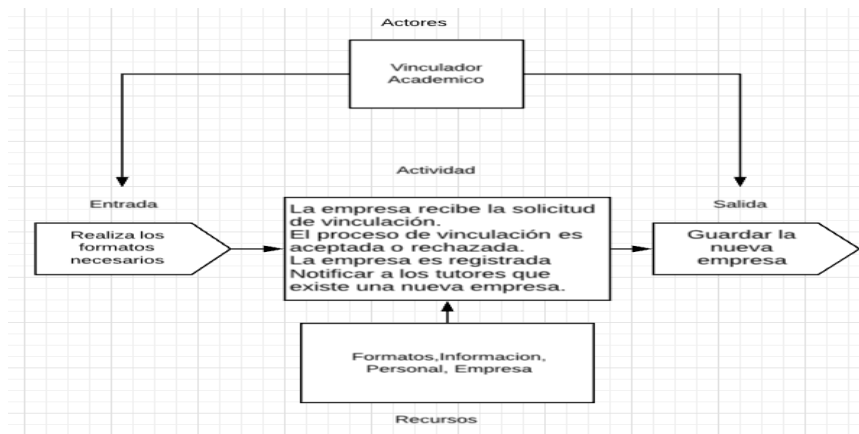 Actores
Vinculador
Academico
Actividad
Entrada
Salida
Realiza los
formatos
necesarios
La empresa recibe la solicitud
de vinculación.
El proceso de vinculación es
aceptada o rechazada.
La empresa es registrada
Notificar a los tutores que
existe una nueva empresa.
Guardar la
nueva
empresa
Formatos,Informacion,
Personal, Empresa
Recursos